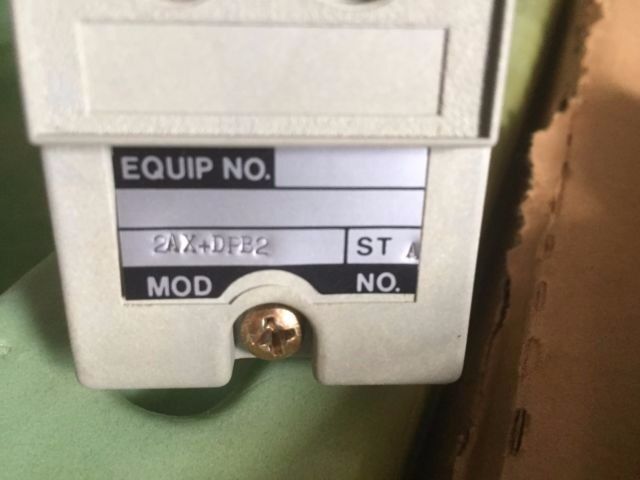 EQUIP NO.
2AX+DPB2 ST A
MOD NO.